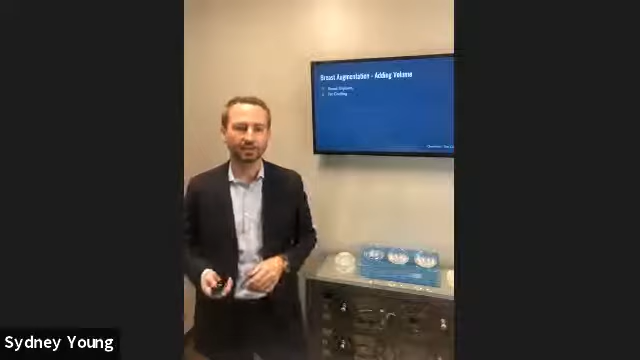 Breast Augmentation - Adding Volume
Breast Implants
Fat Grafting
Sydney Young